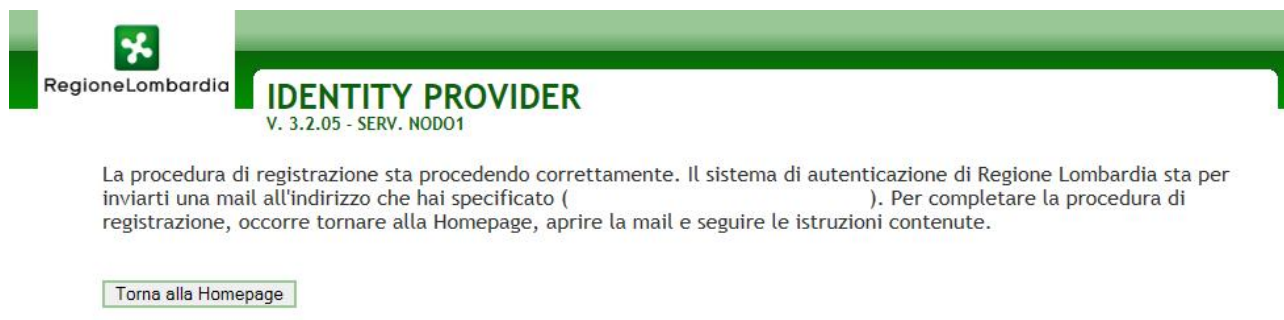 RegioneLombardia
IDENTITY PROVIDER
V. 3.2.05 - SERV. NODO1
La procedura di registrazione sta procedendo correttamente. Il sistema di autenticazione di Regione Lombardia sta per
inviarti una mail all'indirizzo che hai specificato ( ). Per completare la procedura di
registrazione, occorre tornare alla Homepage, aprire la mail e seguire le istruzioni contenute.
Torna alla Homepage